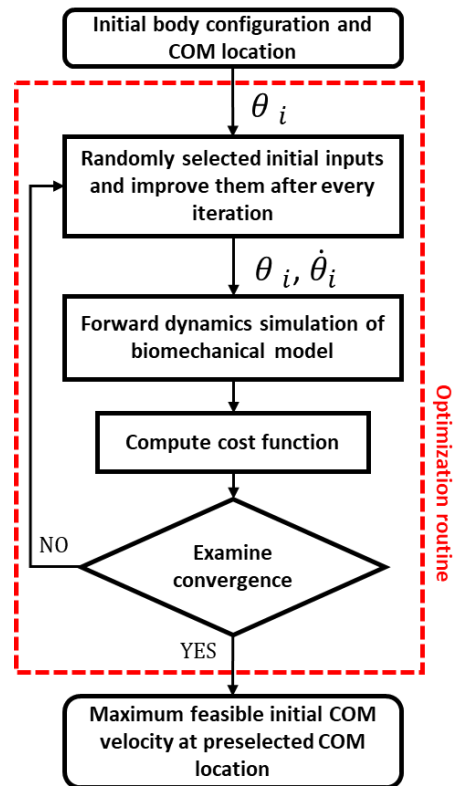 Initial body configuration and
COM location
θ i
Randomly selected initial inputs
and improve them after every
iteration
θ i, θ̇i
Forward dynamics simulation of
biomechanical model
Compute cost function
Examine
convergence
NO
YES
Optimization routine
Maximum feasible initial COM
velocity at preselected COM
location